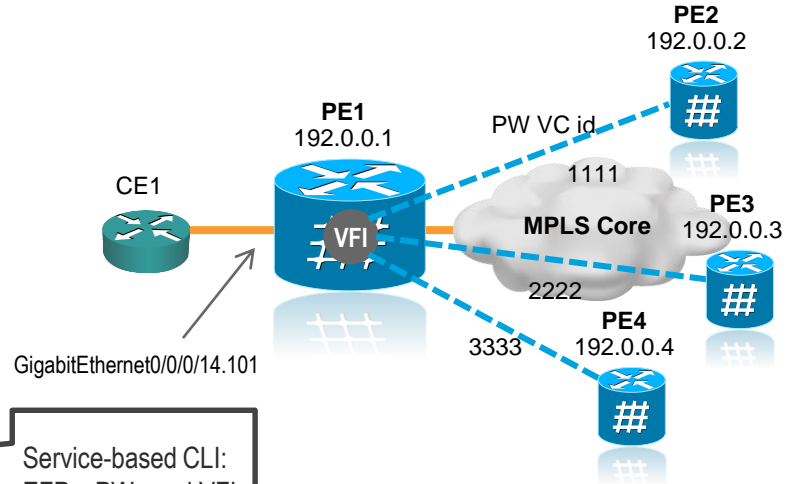 PE2
192.0.0.2
PE1
192.0.0.1
PW VC id
CE1
1111
PE3
192.0.0.3
VFI
MPLS Core
2222
PE4
192.0.0.4
3333
GigabitEthernet0/0/0/14.101
Service-based CLI: